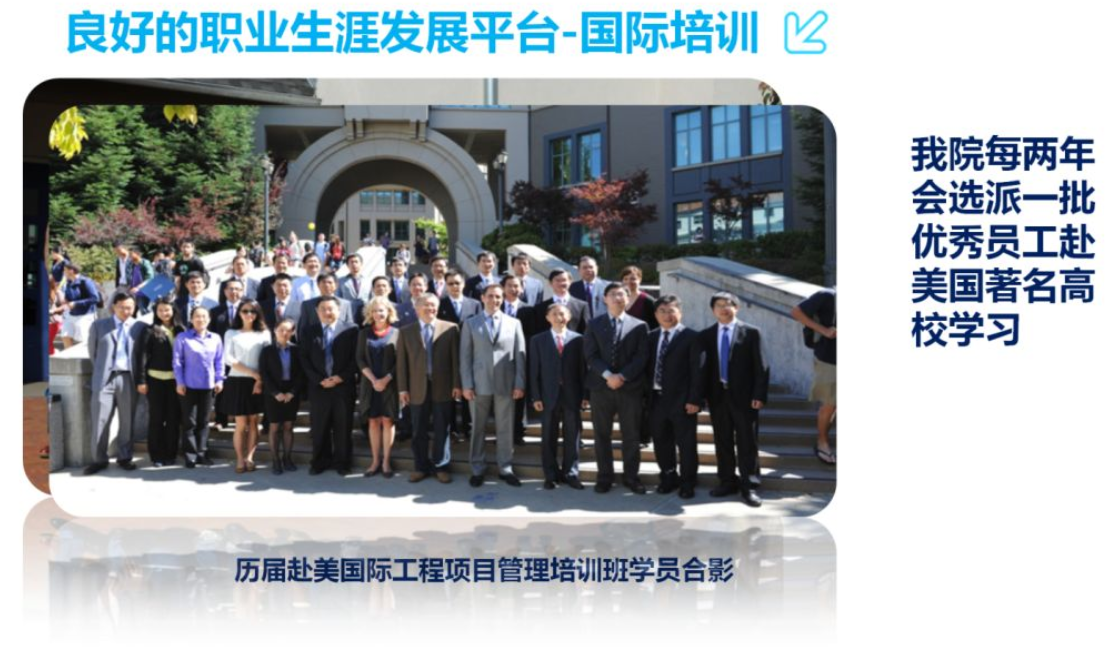 良好的职业生涯发展平台-国际培训
我院每两年
会选派一批
优秀员工赴
美国著名高
校学习
历届赴美国际工程项目管理培训班学员合影